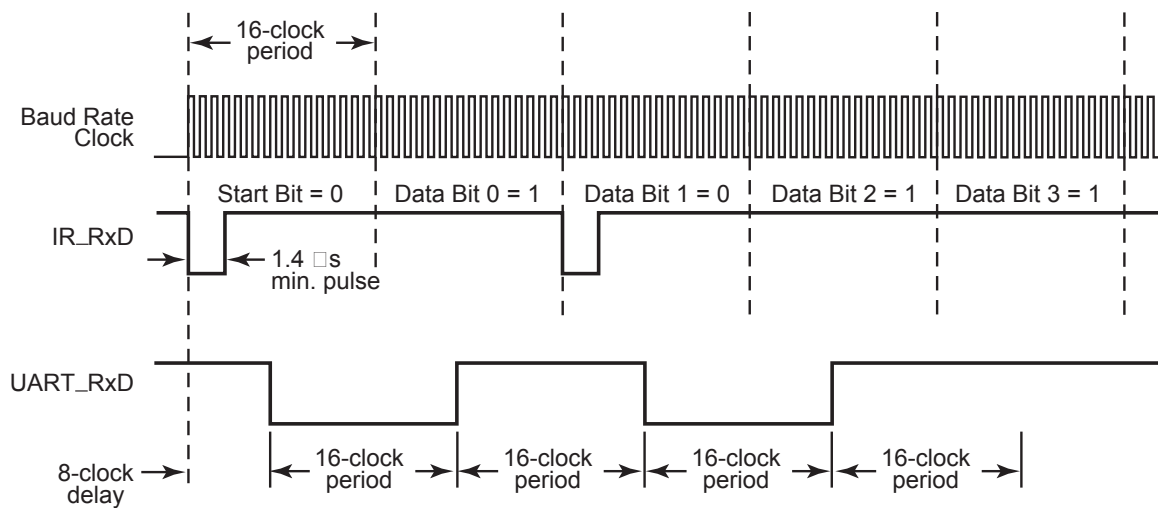 16-clock
period
Baud Rate
Clock
Start Bit = 0
Data Bit 0 = 1
Data Bit 1 = 0
Data Bit 2 = 1
Data Bit 3 = 1
IR_RxD
1.4 □s
min. pulse
UART_RxD
16-clock
period
16-clock
period
16-clock
period
16-clock
period
8-clock
delay